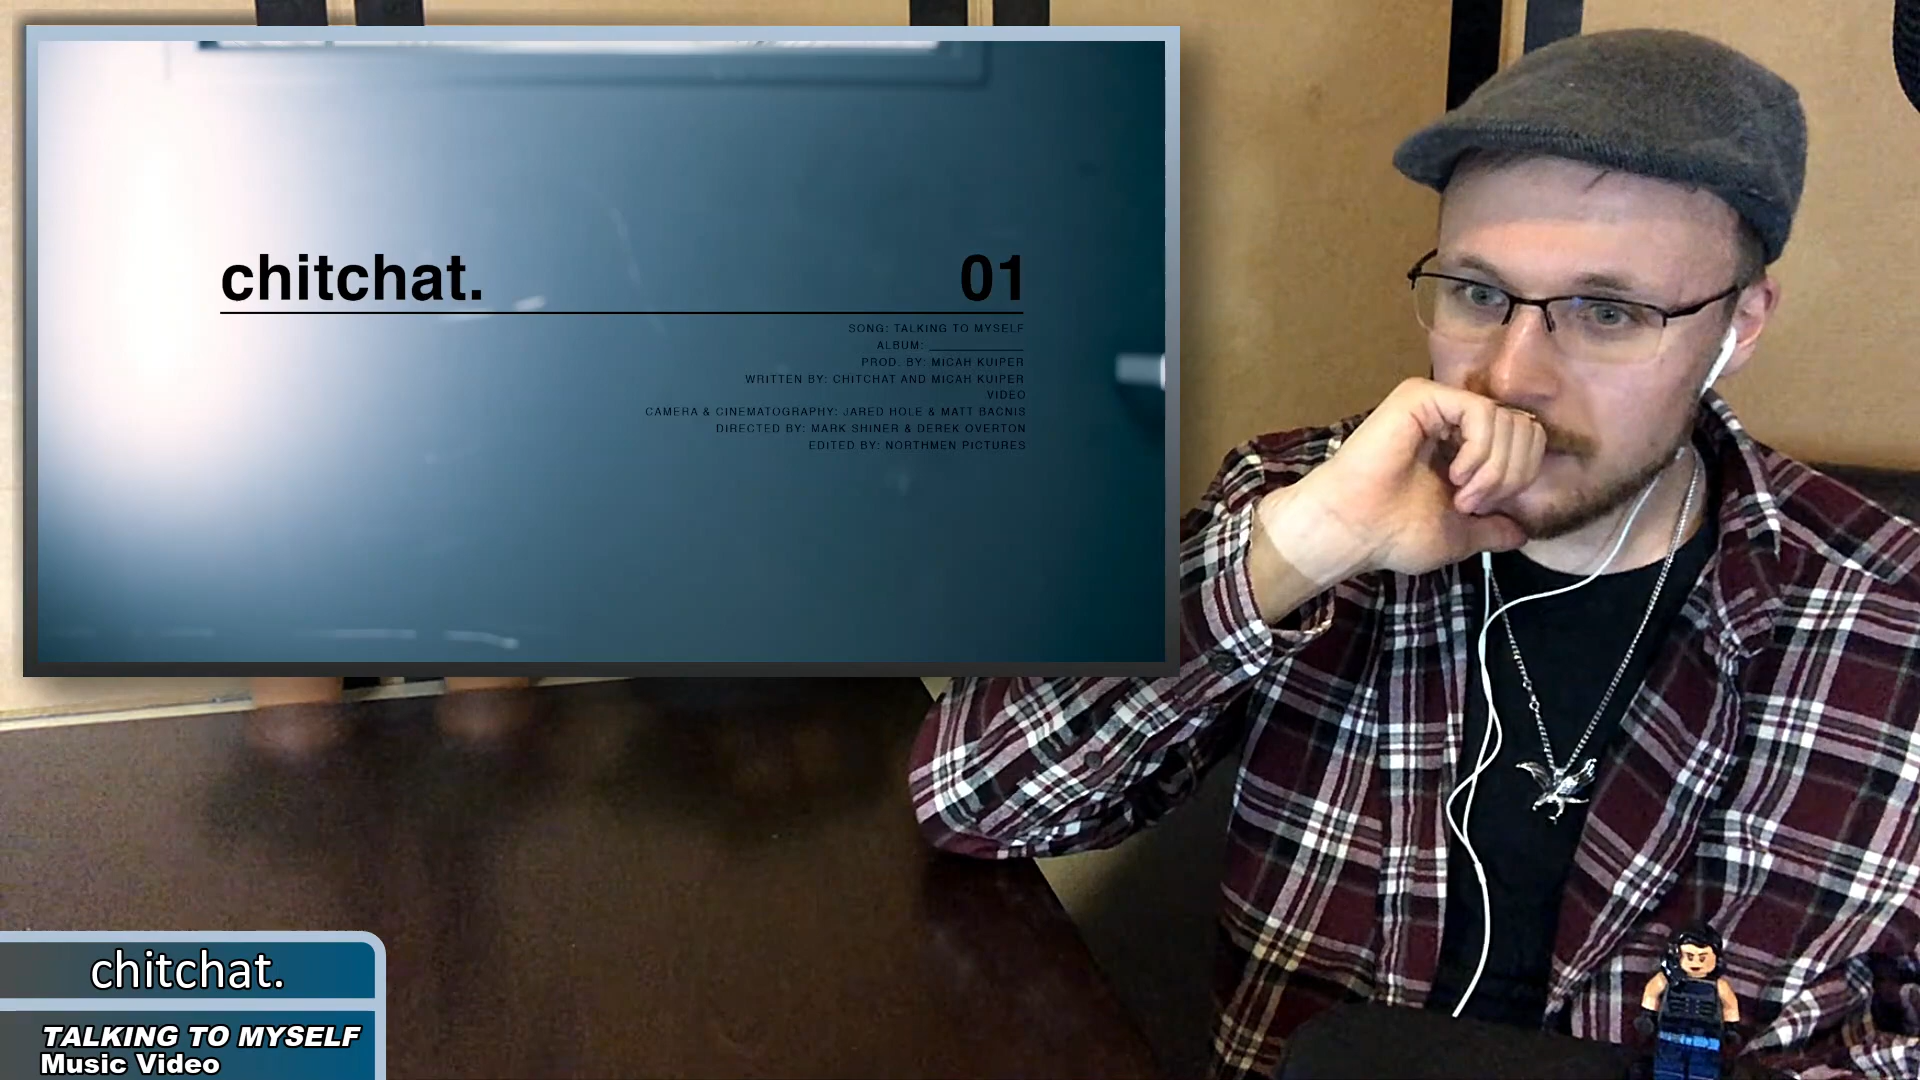 chitchat. 01
SONG: TALKING TO MYSELF
ALBUM: ____________
PROD. BY: MICAH KUIPER
WRITTEN BY: CHITCHAT AND MICAH KUIPER
VIDEO
CAMERA & CINEMATOGRAPHY: JARED HOLE & MATT BACNIS
DIRECTED BY: MARK SHINER & DEREK OVERTON
EDITED BY: NORTHMEN PICTURES
chitchat.
TALKING TO MYSELF
Music Video